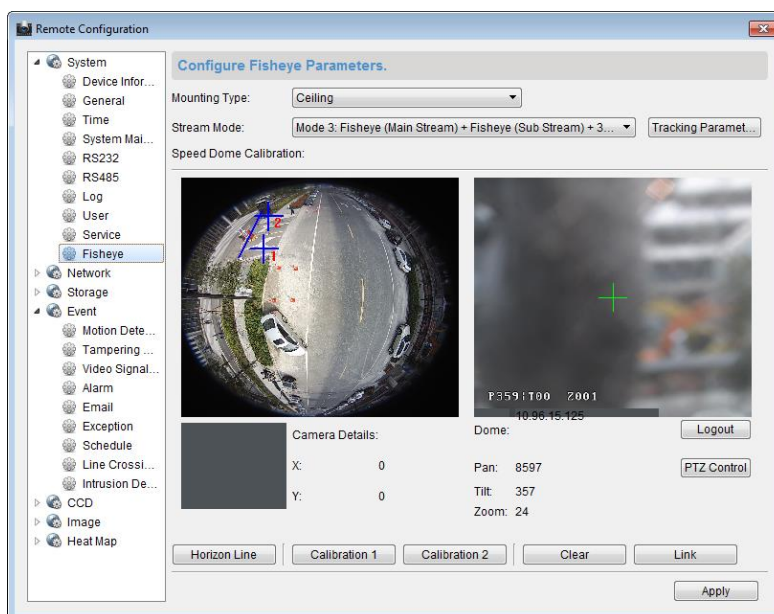 Remote Configuration
System
Device Infor...
General
Time
System Mai...
RS232
RS485
Log
User
Service
Fisheye
Network
Storage
Event
Motion Dete...
Tampering ...
Video Signal...
Alarm
Email
Exception
Schedule
Line Crossi...
Intrusion De...
CCD
Image
Heat Map
Configure Fisheye Parameters.
Mounting Type: Ceiling
Stream Mode: Mode 3: Fisheye (Main Stream) + Fisheye (Sub Stream) + 3... Tracking Paramet...
Speed Dome Calibration:
2
1
P359:T00 Z001
10.96.15.125
Camera Details:
X: 0
Y: 0
Dome: Logout
Pan: 8597 PTZ Control
Tilt: 357
Zoom: 24
Horizon Line Calibration 1 Calibration 2 Clear Link
Apply